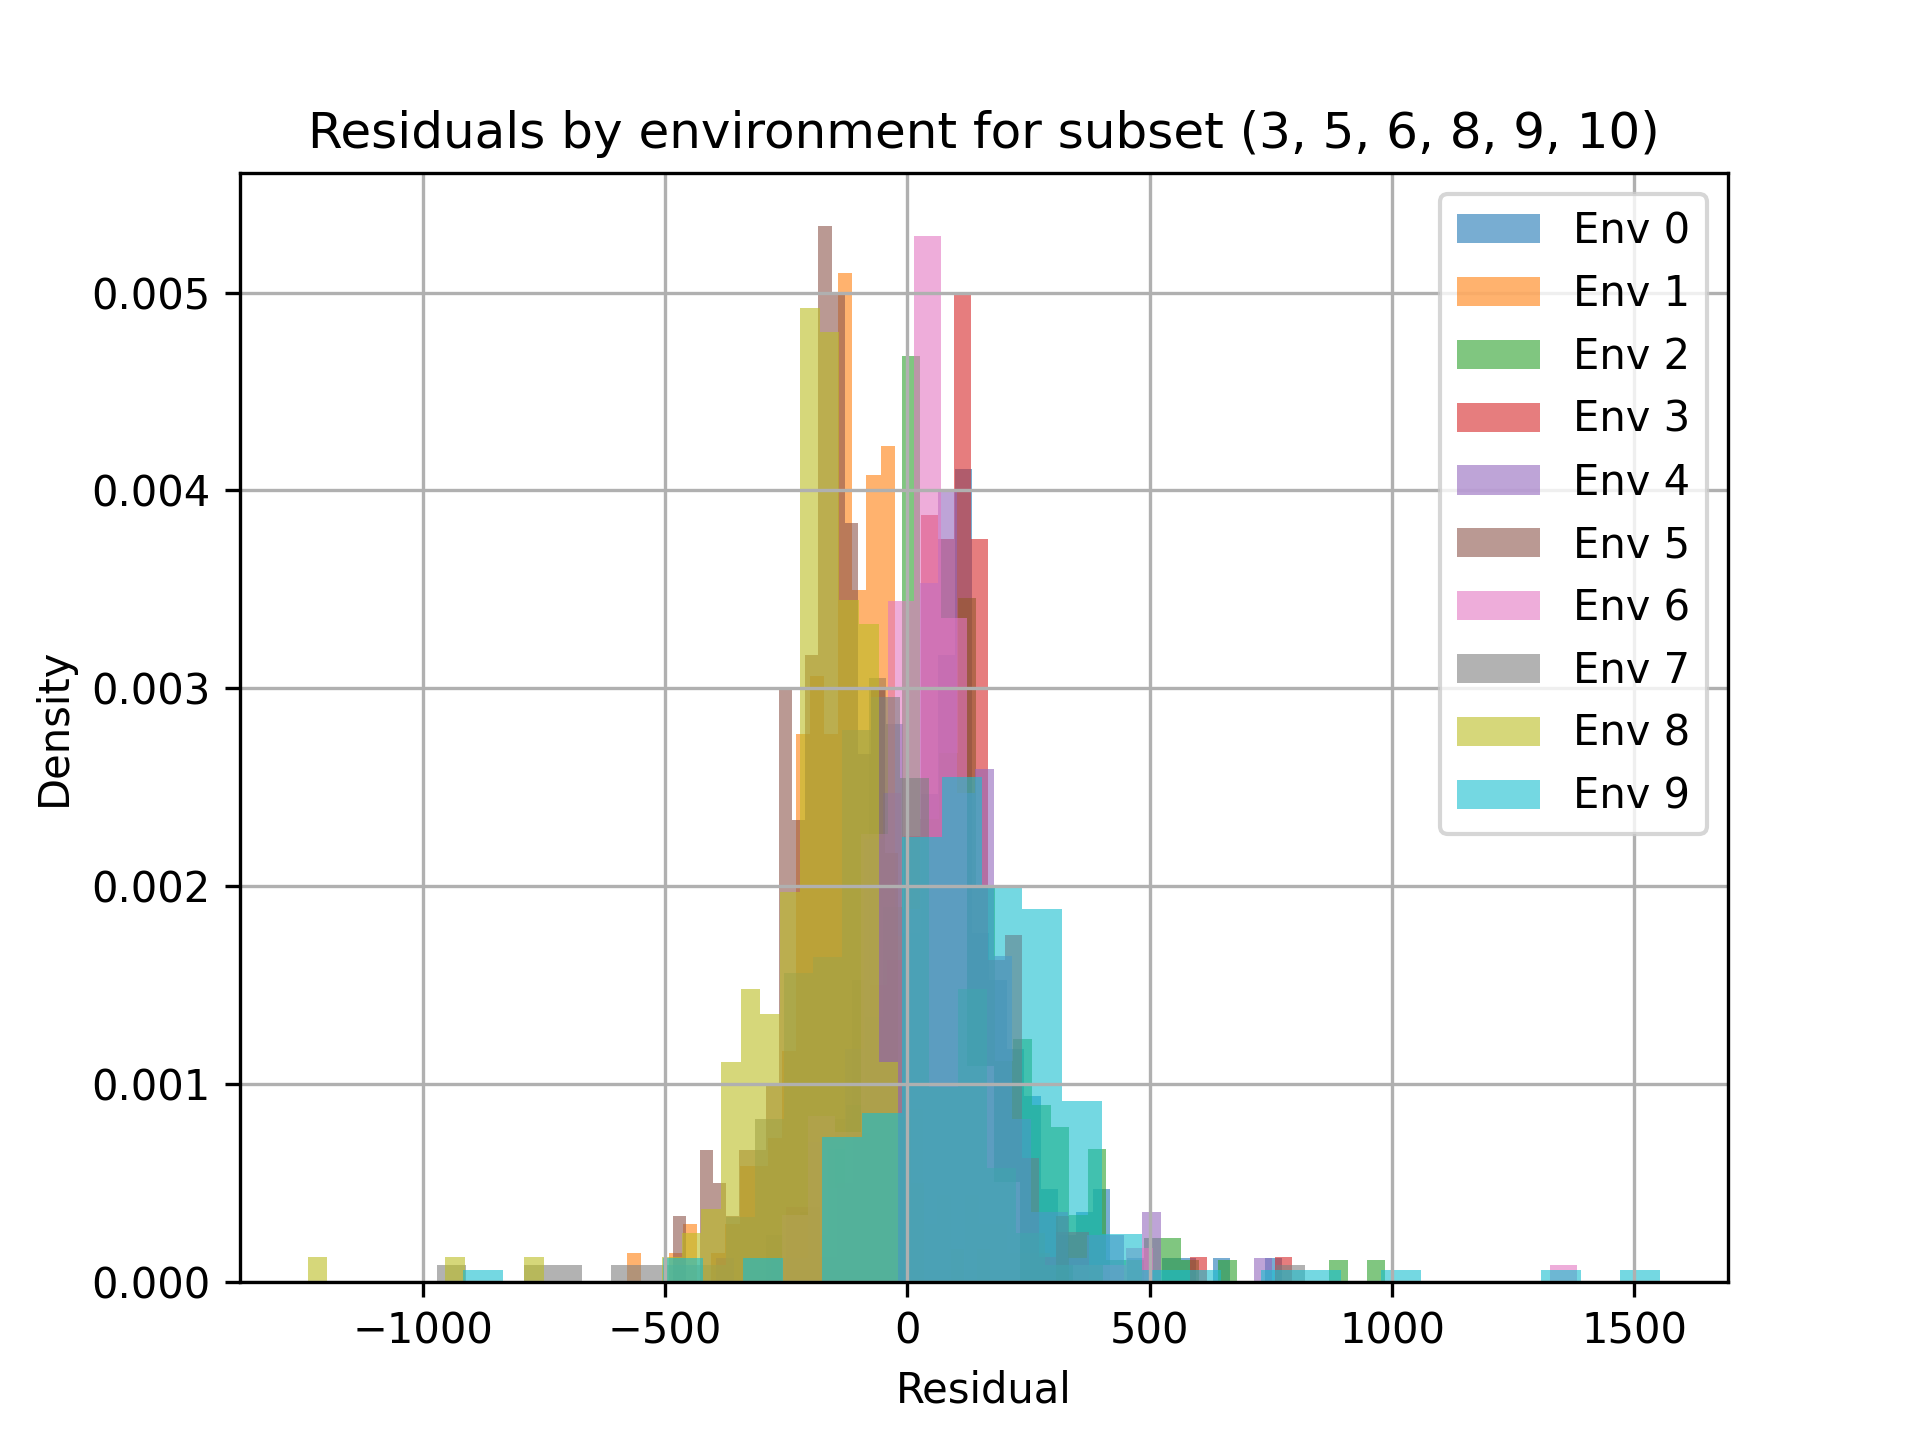 Residuals by environment for subset (3, 5, 6, 8, 9, 10)
Env 0
Env 1
Env 2
Env 3
Env 4
Env 5
Env 6
Env 7
Env 8
Env 9
Density
0.005
0.004
0.003
0.002
0.001
0.000
−1000 −500 0 500 1000 1500
Residual